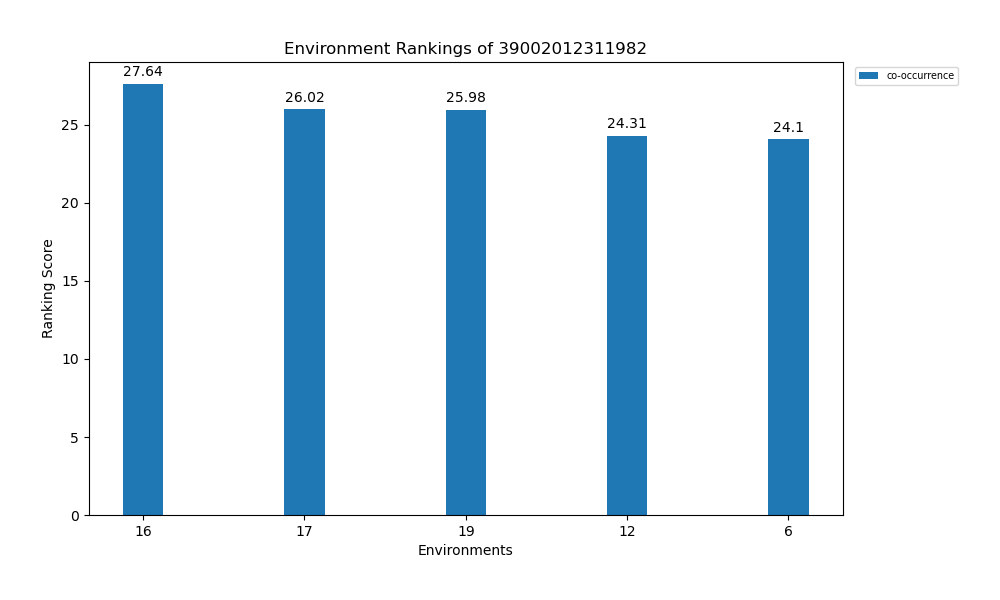 Environment Rankings of 39002012311982
27.64
26.02
25.98
24.31
24.1
co-occurrence
Ranking Score
25
20
15
10
5
0
16 17 19 12 6
Environments